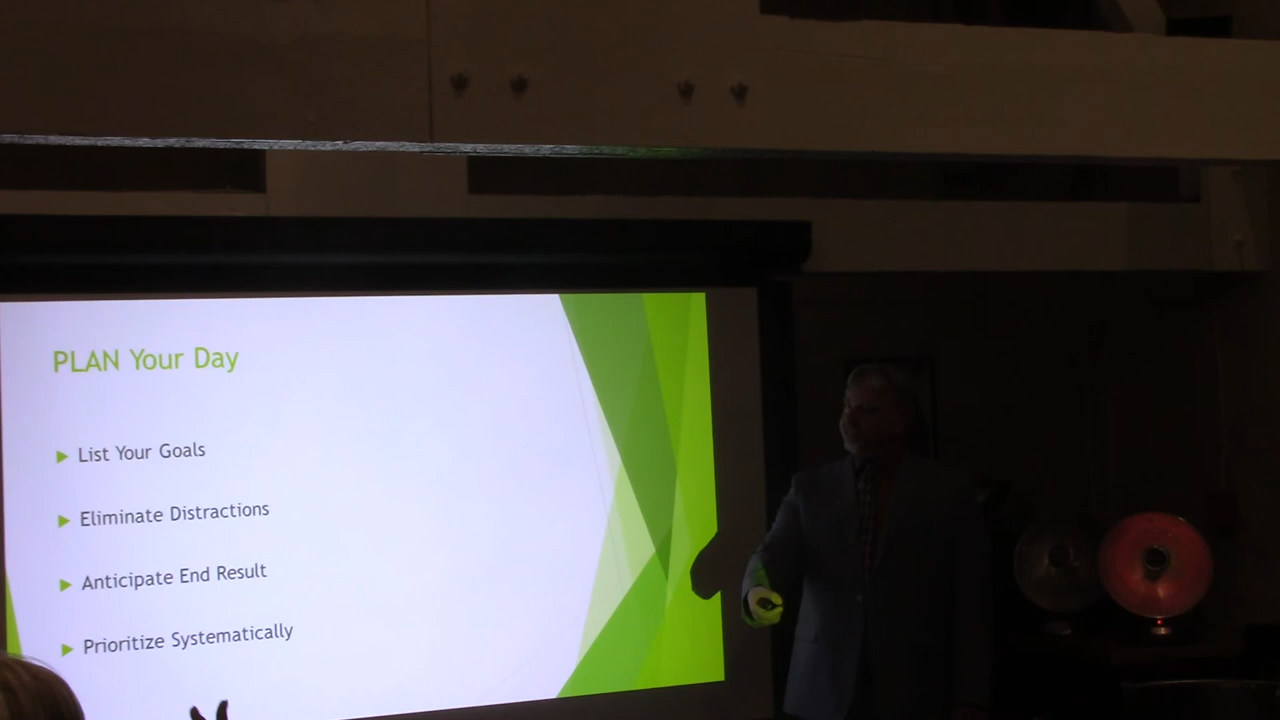 PLAN Your Day
List Your Goals
Eliminate Distractions
Anticipate End Result
Prioritize Systematically